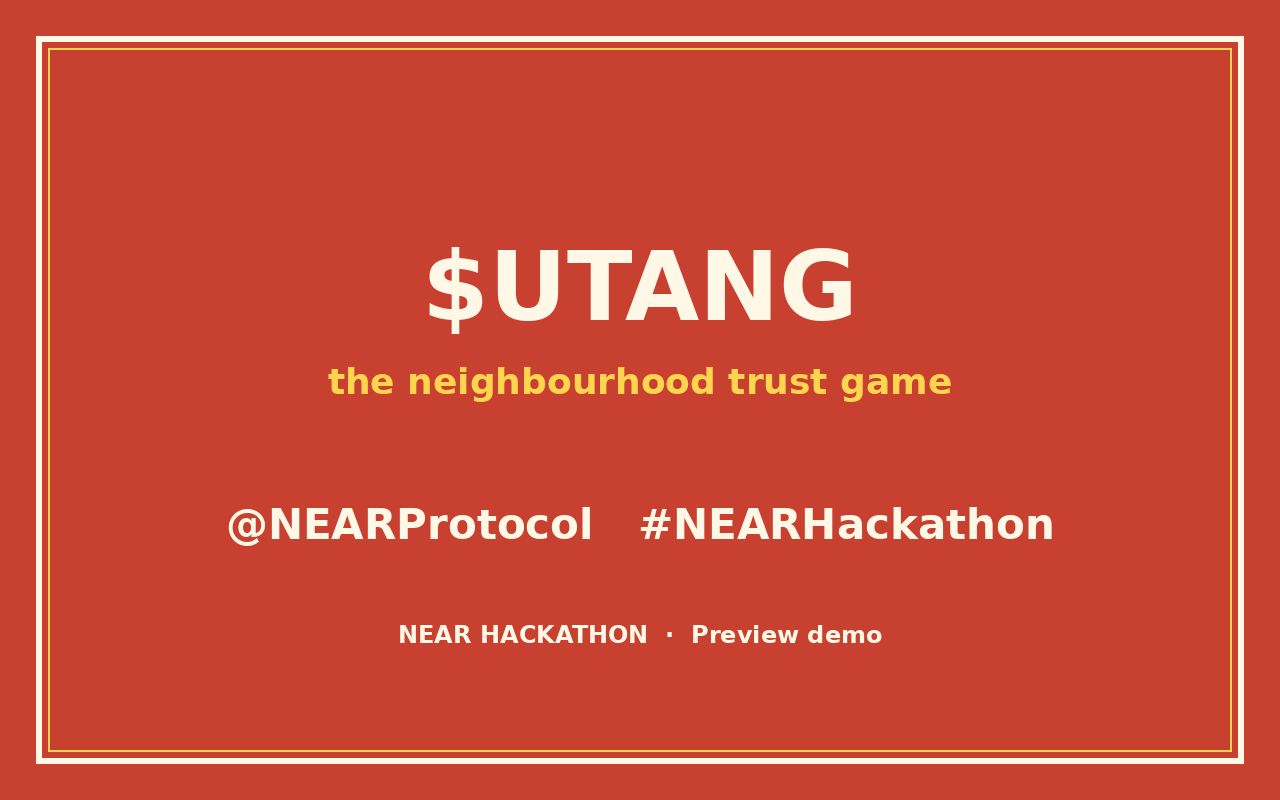 $UTANG
the neighbourhood trust game
@NEARProtocol #NEARHackathon
NEAR HACKATHON · Preview demo